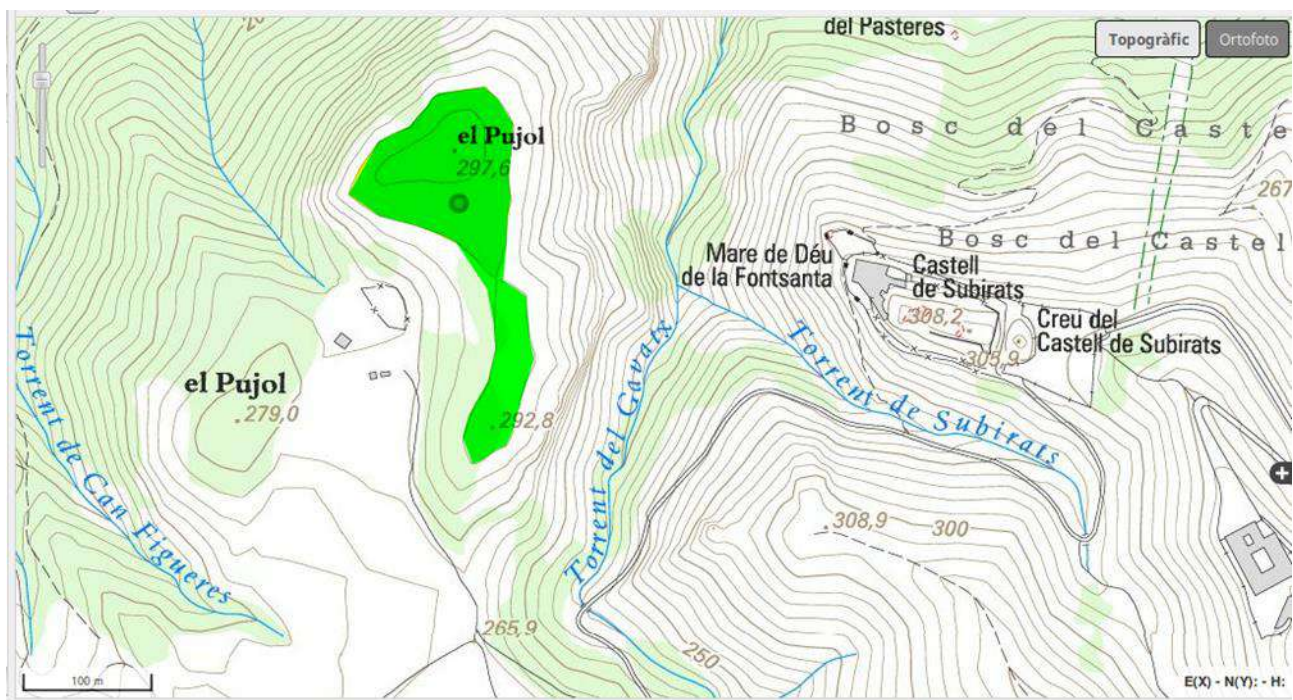 del Pasteres
Topogràfic
Ortofoto
el Pujol
297,6
Bosc del Caste
267
Bosc del Castel
Mare de Déu
de la Fontsanta
Castell
de Subirats
308,2
Creu del
Castell de Subirats
305,9
Torrent de Can Figueres
el Pujol
279,0
292,8
Torrent del Gavatx
Torrent de Subirats
308,9
300
265,9
250
100 m
E(X) - N(Y): - H: